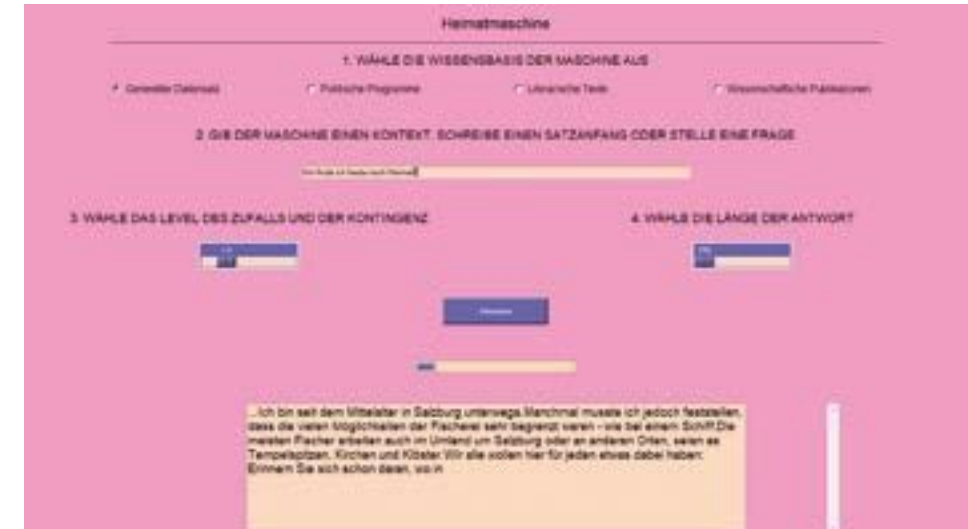 Heimatmaschine
1. WÄHLE DIE WISSENSBASIS DER MASCHINE AUS
Genereller Datensatz Politische Programme Literarische Texte Wissenschaftliche Publikationen
2. GIB DER MASCHINE EINEN KONTEXT. SCHREIBE EINEN SATZANFANG ODER STELLE EINE FRAGE
3. WÄHLE DAS LEVEL DES ZUFALLS UND DER KONTINGENZ
4. WÄHLE DIE LÄNGE DER ANTWORT
...Ich bin seit dem Mittelalter in Salzburg unterwegs.Manchmal musste ich jedoch feststellen,
dass die vielen Möglichkeiten der Fischerei sehr begrenzt waren - wie bei einem Schiff.Die
meisten Fischer arbeiten auch im Umland um Salzburg oder an anderen Orten, seien es
Tempelspitzen, Kirchen und Klöster.Wir alle wollen hier für jeden etwas dabei haben:
Erinnern Sie sich schon daran, wo in